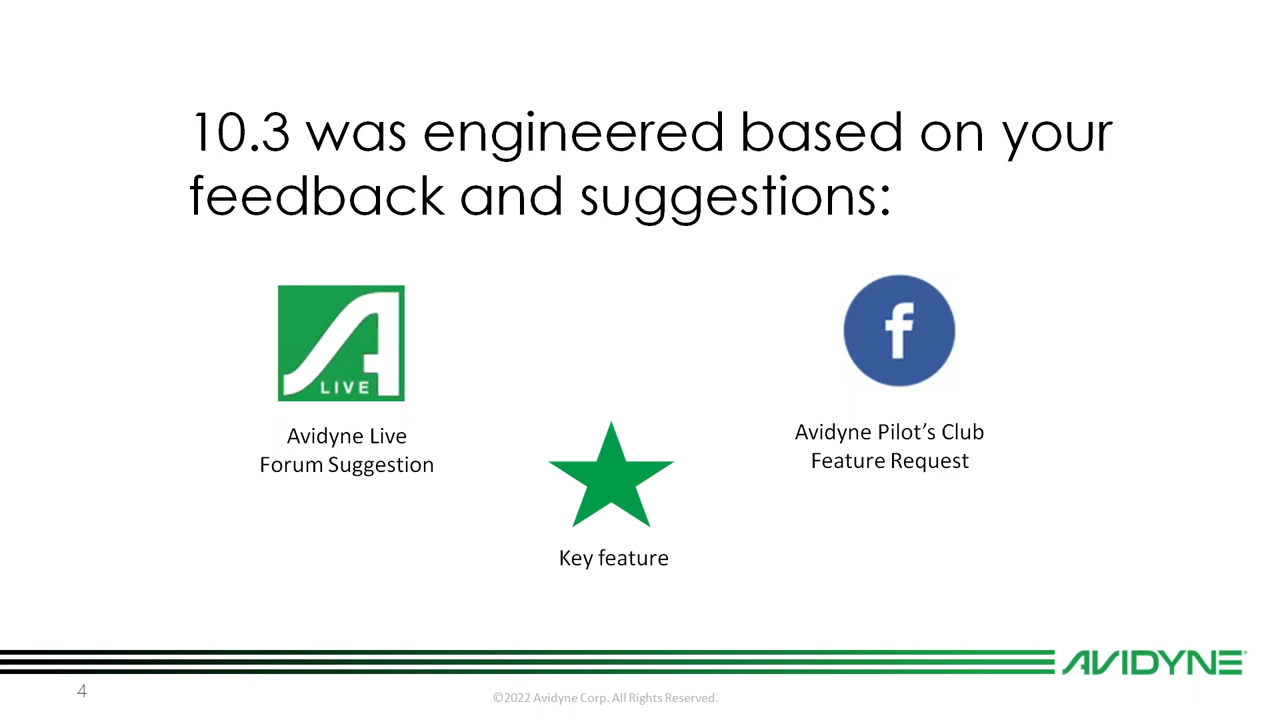 10.3 was engineered based on your
feedback and suggestions:
LIVE
f
Avidyne Live
Forum Suggestion
Avidyne Pilot’s Club
Feature Request
Key feature
AVIDYNE®
4
©2022 Avidyne Corp. All Rights Reserved.